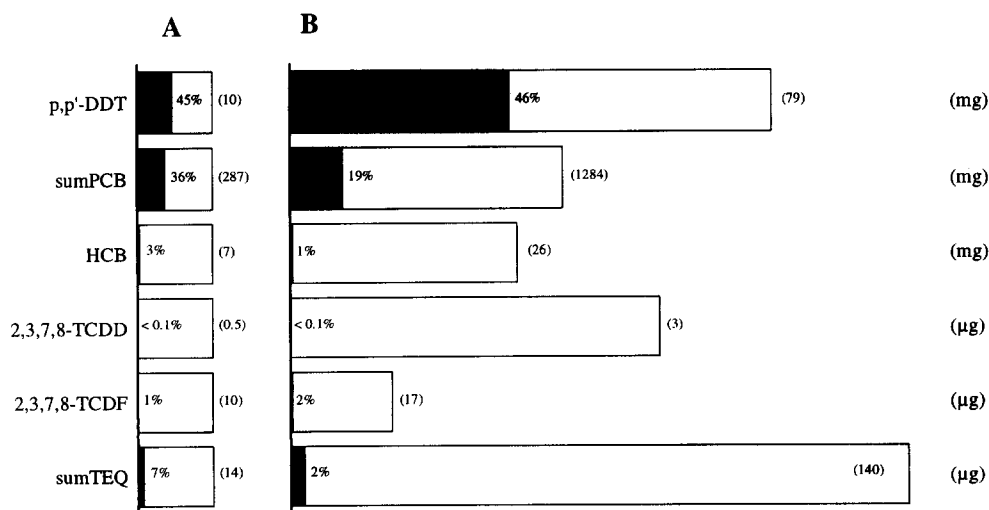 A B
p,p'-DDT 45% (10) 46% (79) (mg)
sumPCB 36% (287) 19% (1284) (mg)
HCB 3% (7) 1% (26) (mg)
2,3,7,8-TCDD < 0.1% (0.5) < 0.1% (3) (µg)
2,3,7,8-TCDF 1% (10) 2% (17) (µg)
sumTEQ 7% (14) 2% (140) (µg)